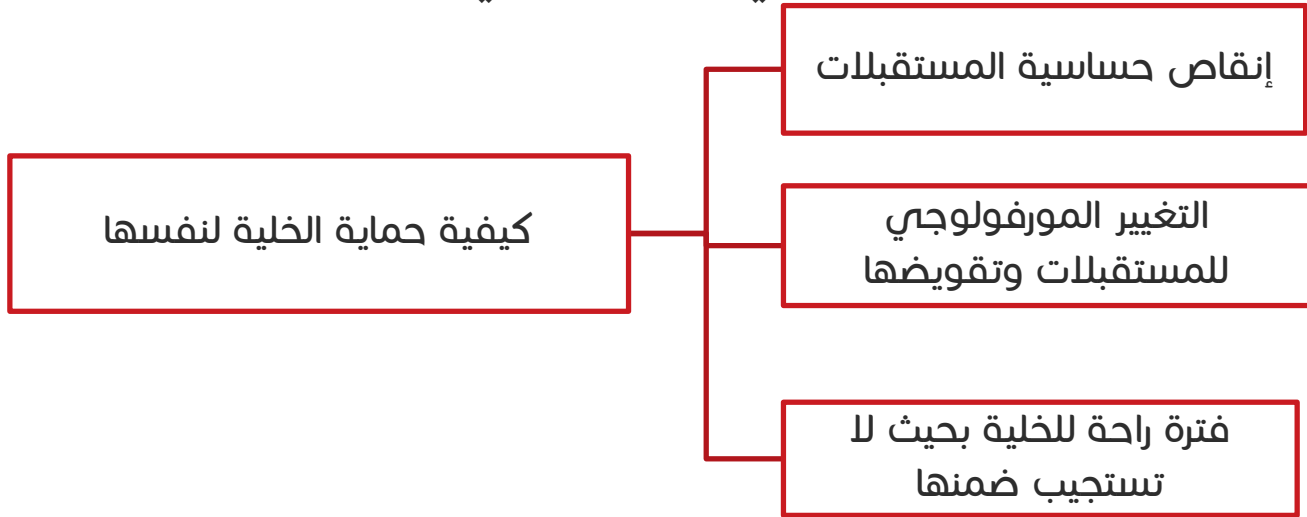 كيفية حماية الخلية لنفسها
إنقاص حساسية المستقبلات
التغيير المورفولوجي
للمستقبلات وتقويضها
فترة راحة للخلية بحيث لا
تستجيب ضمنها